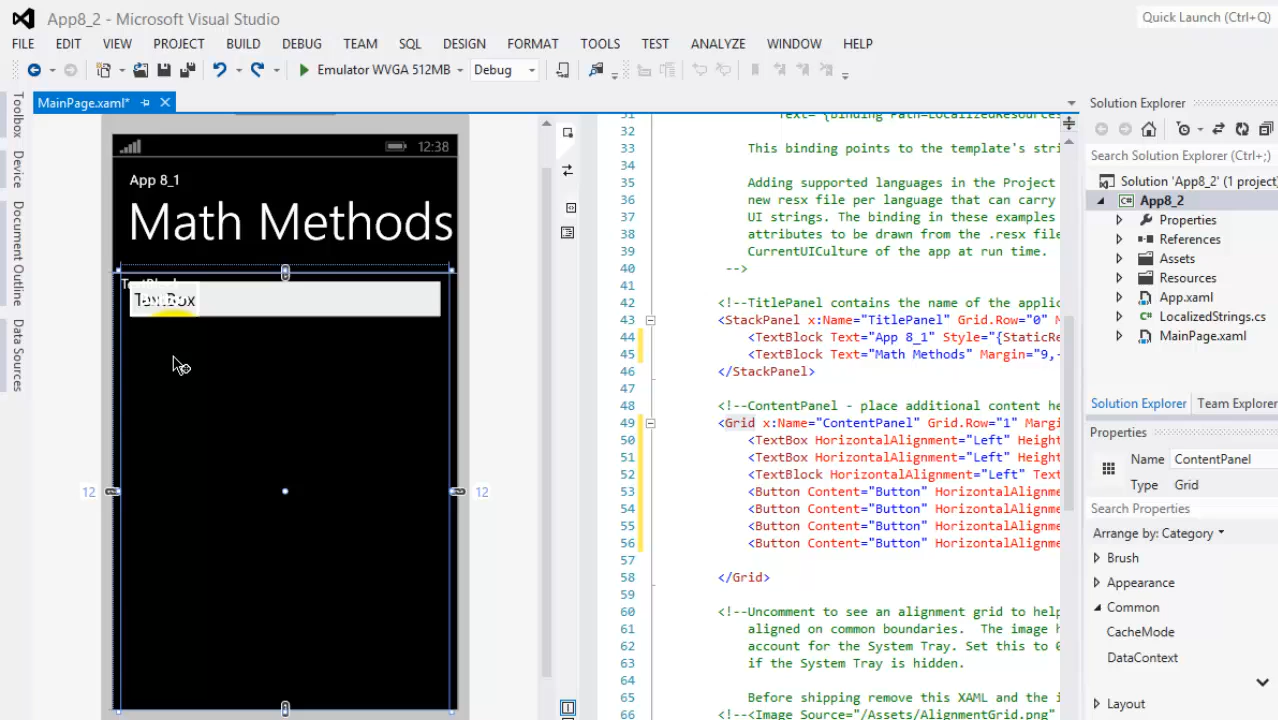 App8_2 - Microsoft Visual Studio
Quick Launch (Ctrl+Q)
FILE EDIT VIEW PROJECT BUILD DEBUG TEAM SQL DESIGN FORMAT TOOLS TEST ANALYZE WINDOW HELP
Emulator WVGA 512MB Debug
MainPage.xaml*
Toolbox
Device
Document Outline
Data Sources
12:38
App 8_1
Math Methods
TextBlock
TextBox
12
12
31 Text="{Binding Path=LocalizedResources
32
33 This binding points to the template's stri
34
35 Adding supported languages in the Project
36 new resx file per language that can carry
37 UI strings. The binding in these examples
38 attributes to be drawn from the .resx file
39 CurrentUICulture of the app at run time.
40 -->
41
42 <!--TitlePanel contains the name of the applic
43 <StackPanel x:Name="TitlePanel" Grid.Row="0" M
44 <TextBlock Text="App 8_1" Style="{StaticRe
45 <TextBlock Text="Math Methods" Margin="9,-
46 </StackPanel>
47
48 <!--ContentPanel - place additional content he
49 <Grid x:Name="ContentPanel" Grid.Row="1" Margi
50 <TextBox HorizontalAlignment="Left" Height
51 <TextBox HorizontalAlignment="Left" Height
52 <TextBlock HorizontalAlignment="Left" Text
53 <Button Content="Button" HorizontalAlignme
54 <Button Content="Button" HorizontalAlignme
55 <Button Content="Button" HorizontalAlignme
56 <Button Content="Button" HorizontalAlignme
57
58 </Grid>
59
60 <!--Uncomment to see an alignment grid to help
61 aligned on common boundaries. The image h
62 account for the System Tray. Set this to 0
63 if the System Tray is hidden.
64
65 Before shipping remove this XAML and the i
66 <!--<Image Source="/Assets/AlignmentGrid.png"
Solution Explorer
Search Solution Explorer (Ctrl+;)
Solution 'App8_2' (1 project)
App8_2
Properties
References
Assets
Resources
App.xaml
LocalizedStrings.cs
MainPage.xaml
Solution Explorer Team Explorer
Properties
Name ContentPanel
Type Grid
Search Properties
Arrange by: Category
Brush
Appearance
Common
CacheMode
DataContext
Layout